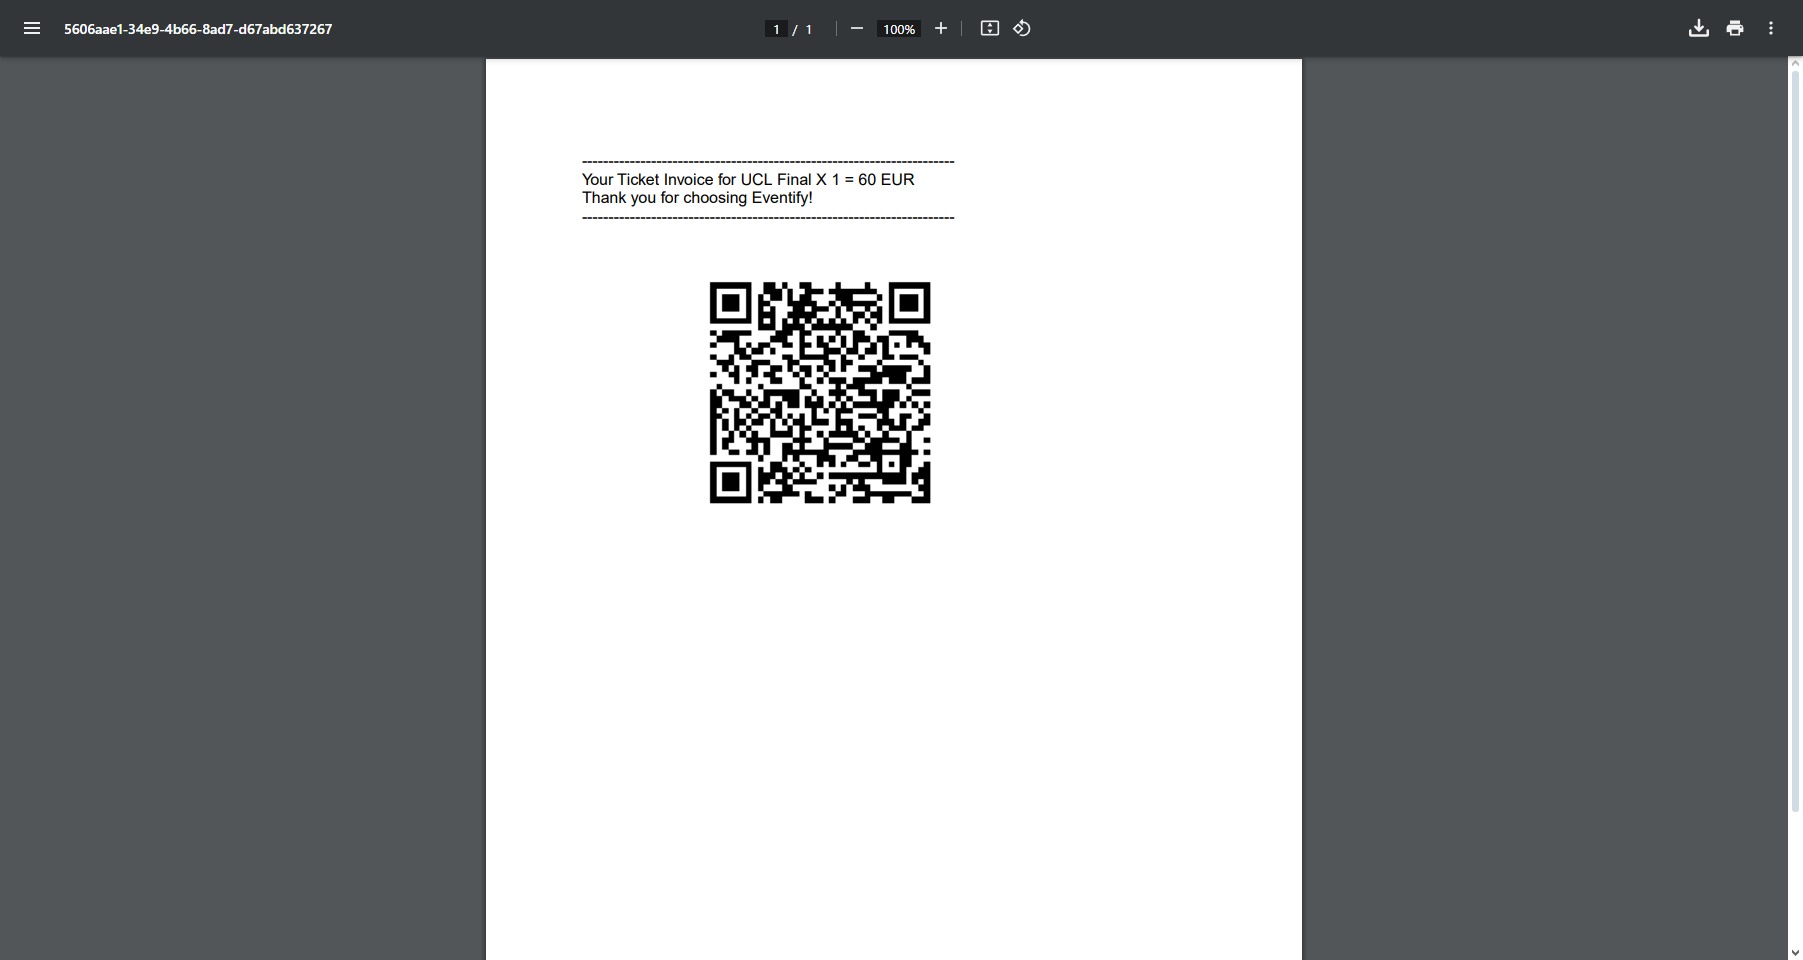 5606aae1-34e9-4b66-8ad7-d67abd637267
1 / 1
100%
-----------------------------------------------------------------------
Your Ticket Invoice for UCL Final X 1 = 60 EUR
Thank you for choosing Eventify!
-----------------------------------------------------------------------